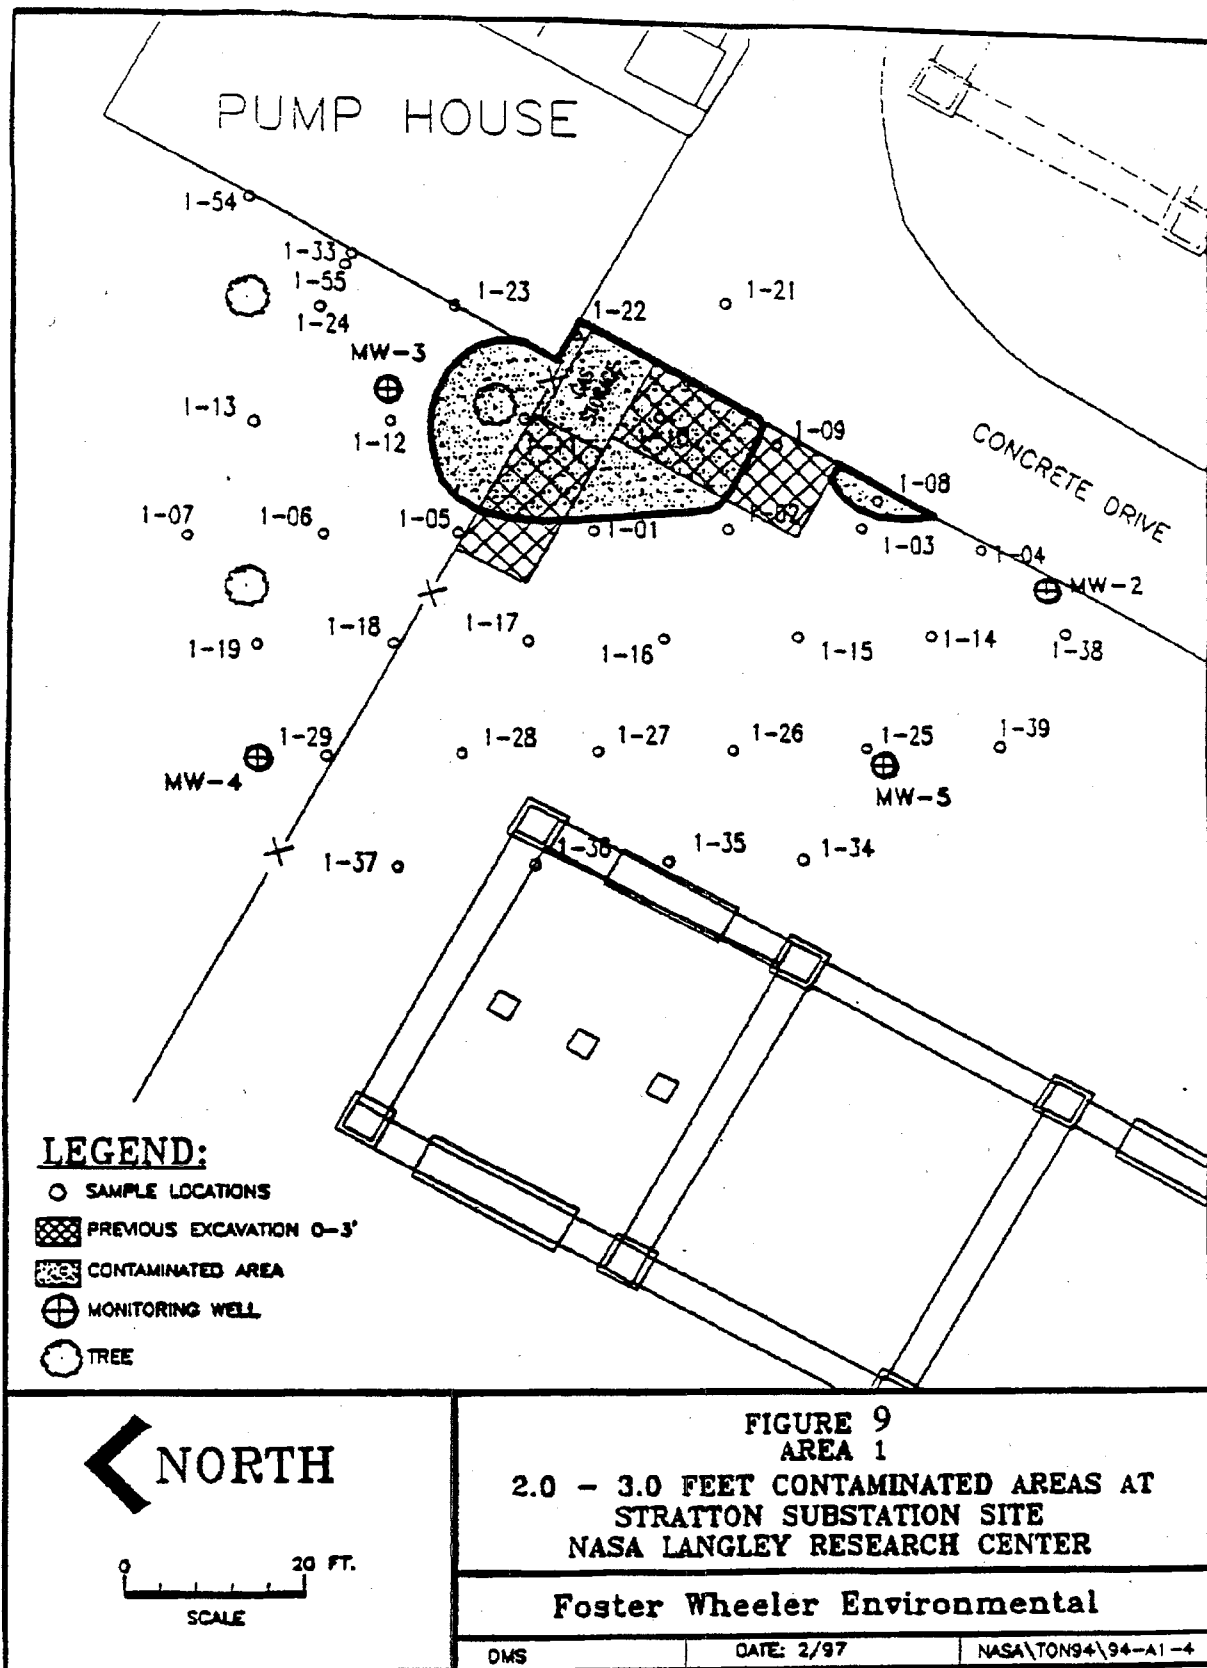 PUMP HOUSE
1-54
1-33
1-55
1-24
1-23
1-22
1-21
MW-3
GAS
STORAGE
1-13
1-12
1-11
1-10
1-09
CONCRETE DRIVE
1-08
1-07
1-06
1-05
1-01
1-02
1-03
1-04
MW-2
1-19
1-18
1-17
1-16
1-15
1-14
1-38
1-29
1-28
1-27
1-26
1-25
1-39
MW-4
MW-5
1-37
1-36
1-35
1-34
LEGEND:
SAMPLE LOCATIONS
PREVIOUS EXCAVATION 0-3'
CONTAMINATED AREA
MONITORING WELL
TREE
NORTH
0 20 FT.
SCALE
FIGURE 9
AREA 1
2.0 - 3.0 FEET CONTAMINATED AREAS AT
STRATTON SUBSTATION SITE
NASA LANGLEY RESEARCH CENTER
Foster Wheeler Environmental
DMS
DATE: 2/97
NASA\TON94\94-A1-4